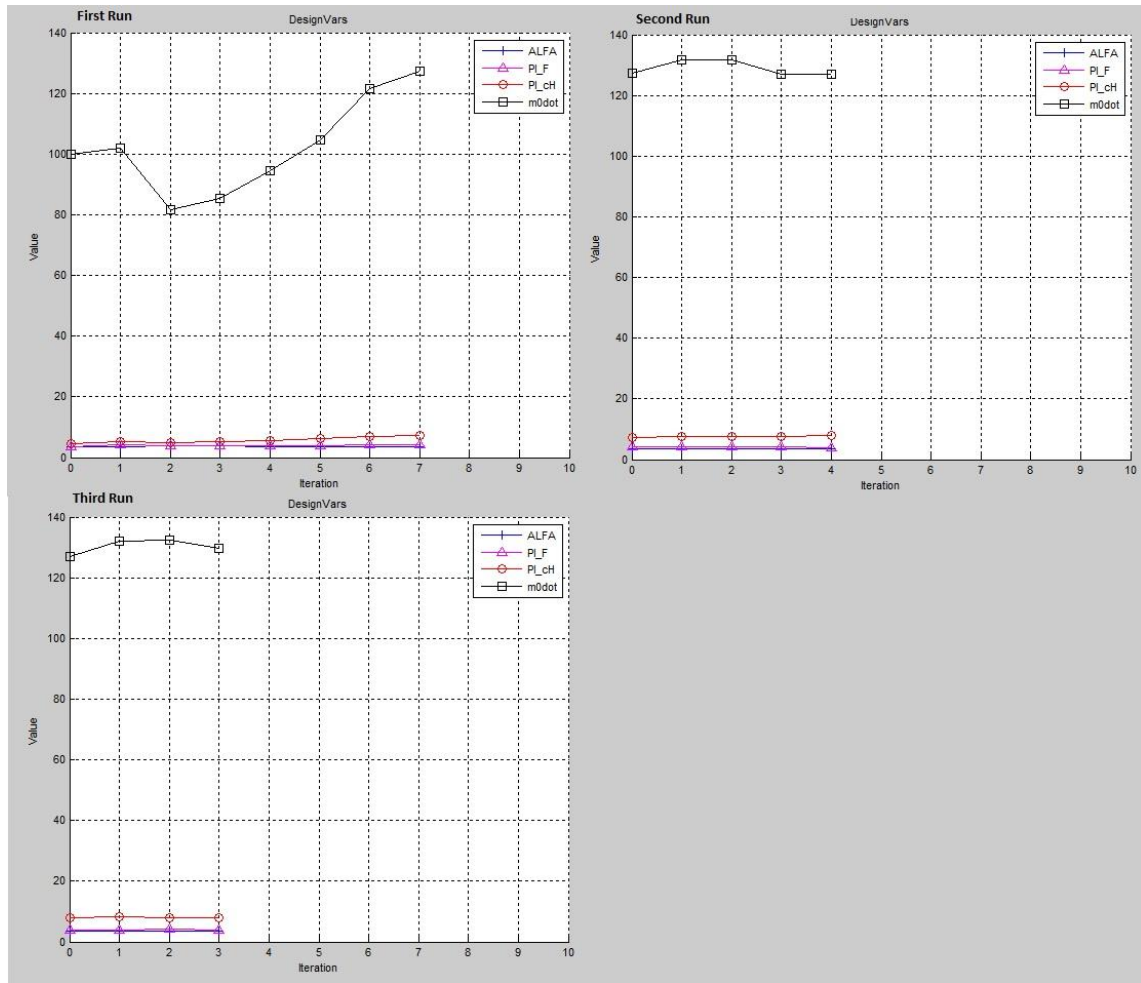 First Run
DesignVars
140
120
100
80
60
40
20
0
Value
0 1 2 3 4 5 6 7 8 9 10
Iteration
ALFA
PI_F
PI_cH
m0dot
Second Run
DesignVars
140
120
100
80
60
40
20
0
Value
0 1 2 3 4 5 6 7 8 9 10
Iteration
ALFA
PI_F
PI_cH
m0dot
Third Run
DesignVars
140
120
100
80
60
40
20
0
Value
0 1 2 3 4 5 6 7 8 9 10
Iteration
ALFA
PI_F
PI_cH
m0dot